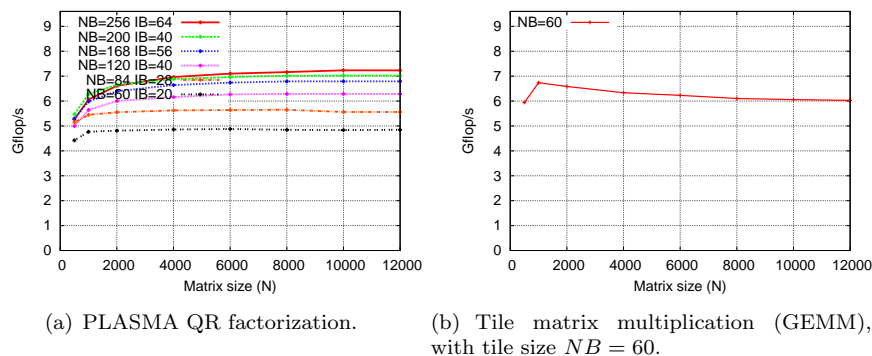 NB=256 IB=64
NB=200 IB=40
NB=168 IB=56
NB=120 IB=40
NB=84 IB=28
NB=60 IB=20
9
8
7
6
5
4
3
2
1
0
Gflop/s
0 2000 4000 6000 8000 10000 12000
Matrix size (N)
(a) PLASMA QR factorization.
NB=60
9
8
7
6
5
4
3
2
1
0
Gflop/s
0 2000 4000 6000 8000 10000 12000
Matrix size (N)
(b) Tile matrix multiplication (GEMM),
with tile size NB = 60.